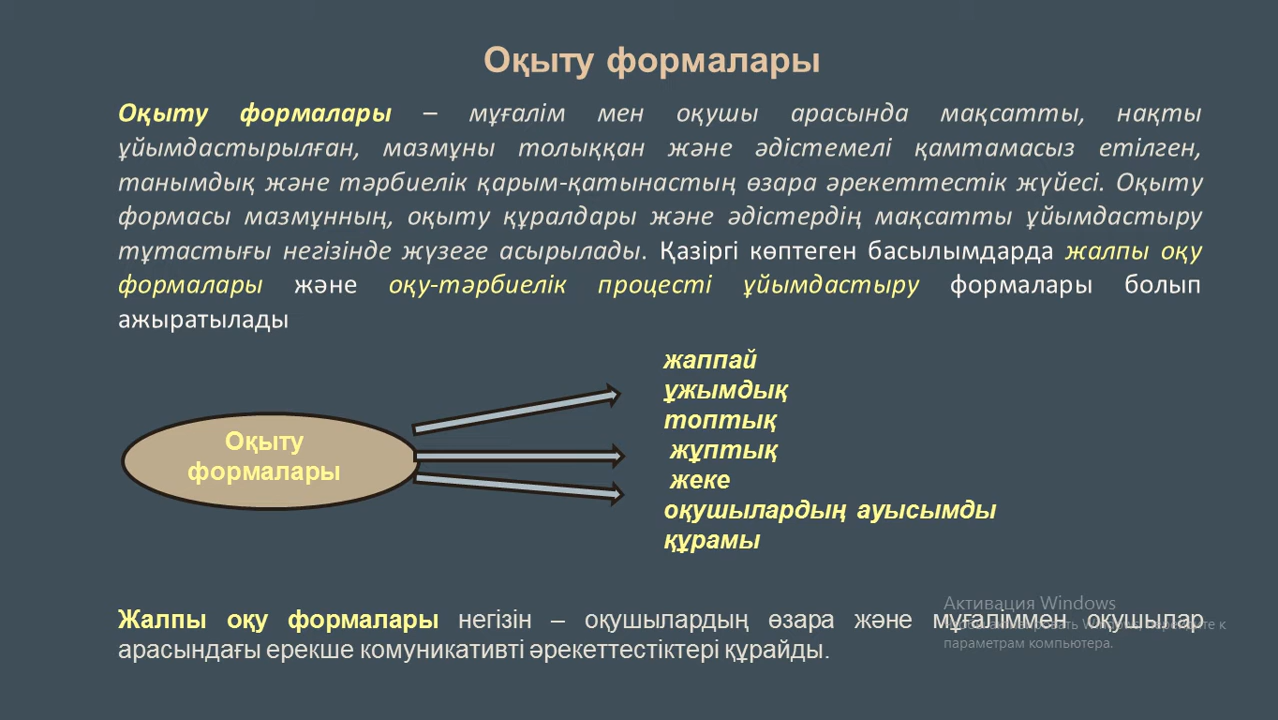 Оқыту формалары
Оқыту формалары – мұғалім мен оқушы арасында мақсатты, нақты
ұйымдастырылған, мазмұны толыққан және әдістемелі қамтамасыз етілген,
танымдық және тәрбиелік қарым-қатынастың өзара әрекеттестік жүйесі. Оқыту
формасы мазмұнның, оқыту құралдары және әдістердің мақсатты ұйымдастыру
тұтастығы негізінде жүзеге асырылады. Қазіргі көптеген басылымдарда жалпы оқу
формалары және оқу-тәрбиелік процесті ұйымдастыру формалары болып
ажыратылады
Оқыту
формалары
жаппай
ұжымдық
топтық
жұптық
жеке
оқушылардың ауысымды
құрамы
Жалпы оқу формалары негізін – оқушылардың өзара және мұғаліммен оқушылар
арасындағы ерекше комуникативті әрекеттестіктері құрайды.
Активация Windows
перейдите к
параметрам компьютера.